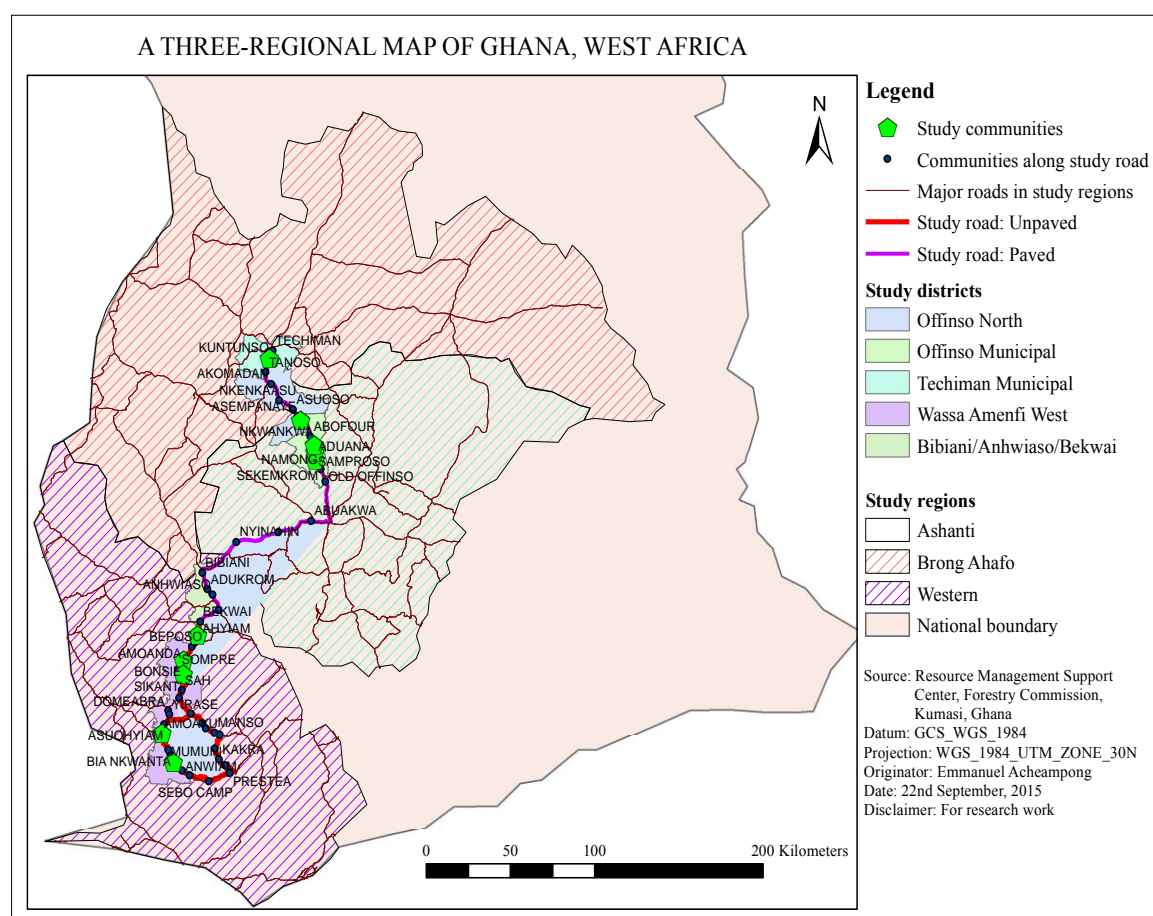 A THREE-REGIONAL MAP OF GHANA, WEST AFRICA
N
TECHIMAN
KUNTUNSO
TANOSO
AKOMADAN
NKENKAASU
ASUOSO
ASEMPANAYE
ABOFOUR
NKWANKWA
ADUANA
NAMONG
SAMPROSO
SEKEMKROM
OLD OFFINSO
ABUAKWA
NYINAHIN
BIBIANI
ADUKROM
ANHWIASO
BEKWAI
AHYIAM
BEPOSO
AMOANDA
SOMPRE
BONSIE
SAH
SIKANTI
DOMEABRA
YIRASE
AMOAK
KUMANSO
ASUOHYIAM
MUMUNI
KAKRA
BIA NKWANTA
ANWIAM
PRESTEA
SEBO CAMP
0 50 100 200 Kilometers
Legend
Study communities
Communities along study road
Major roads in study regions
Study road: Unpaved
Study road: Paved
Study districts
Offinso North
Offinso Municipal
Techiman Municipal
Wassa Amenfi West
Bibiani/Anhwiaso/Bekwai
Study regions
Ashanti
Brong Ahafo
Western
National boundary
Source: Resource Management Support
Center, Forestry Commission,
Kumasi, Ghana
Datum: GCS_WGS_1984
Projection: WGS_1984_UTM_ZONE_30N
Originator: Emmanuel Acheampong
Date: 22nd September, 2015
Disclaimer: For research work